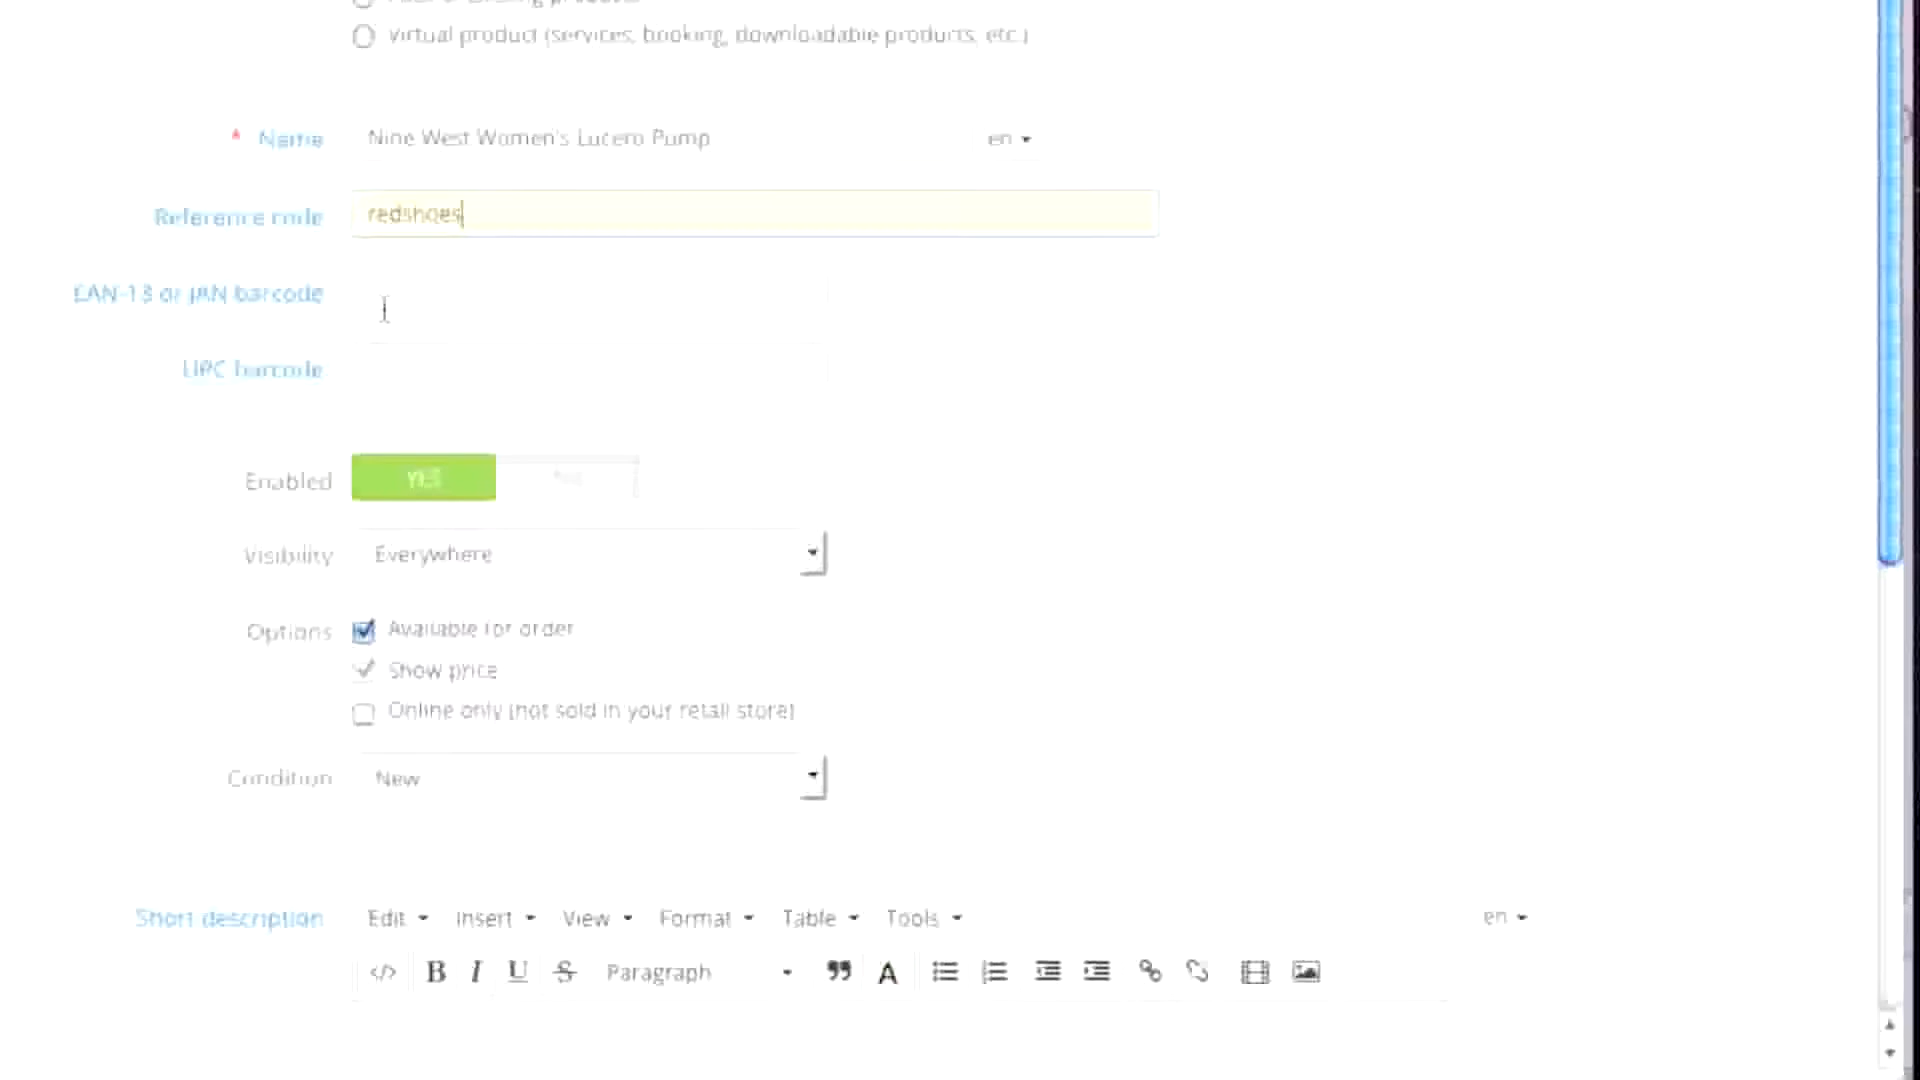 Virtual product (services, booking, downloadable products, etc.)
* Name Nine West Women's Lucero Pump en
Reference code redshoes
EAN-13 or JAN barcode
UPC barcode
Enabled YES
Visibility Everywhere
Options Available for order
Show price
Online only (not sold in your retail store)
Condition New
Short description Edit Insert View Format Table Tools en
</> B I U S Paragraph A